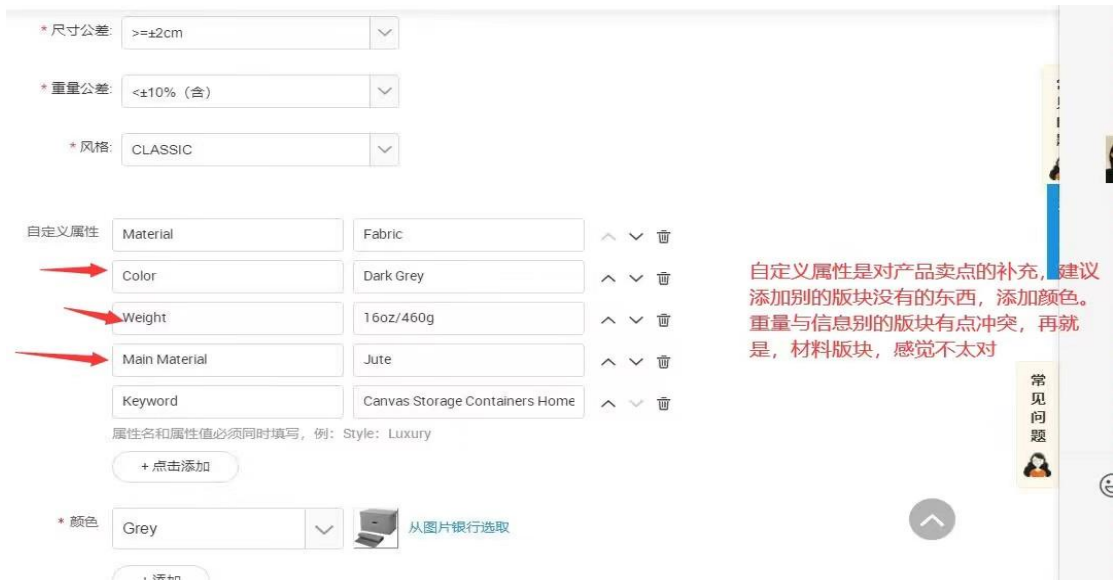 * 尺寸公差: >=±2cm
* 重量公差: <±10%（含）
* 风格: CLASSIC
自定义属性 Material Fabric
Color Dark Grey
Weight 16oz/460g
Main Material Jute
Keyword Canvas Storage Containers Home
属性名和属性值必须同时填写，例：Style：Luxury
+ 点击添加
* 颜色 Grey 从图片银行选取
+ 添加
自定义属性是对产品卖点的补充，建议
添加别的版块没有的东西，添加颜色。
重量与信息别的版块有点冲突，再就
是，材料版块，感觉不太对
常
见
问
题